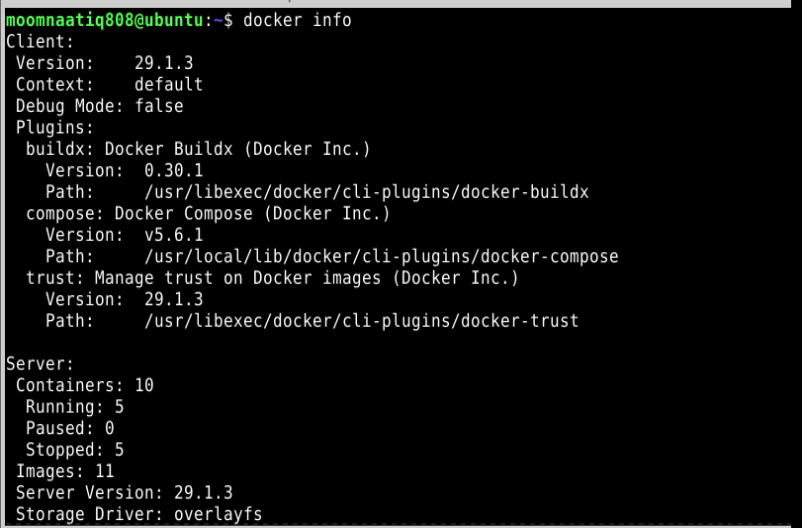 moomnaatiq808@ubuntu:~$ docker info
Client:
 Version:    29.1.3
 Context:    default
 Debug Mode: false
 Plugins:
  buildx: Docker Buildx (Docker Inc.)
    Version:  0.30.1
    Path:     /usr/libexec/docker/cli-plugins/docker-buildx
  compose: Docker Compose (Docker Inc.)
    Version:  v5.6.1
    Path:     /usr/local/lib/docker/cli-plugins/docker-compose
  trust: Manage trust on Docker images (Docker Inc.)
    Version:  29.1.3
    Path:     /usr/libexec/docker/cli-plugins/docker-trust

Server:
 Containers: 10
  Running: 5
  Paused: 0
  Stopped: 5
 Images: 11
 Server Version: 29.1.3
 Storage Driver: overlayfs